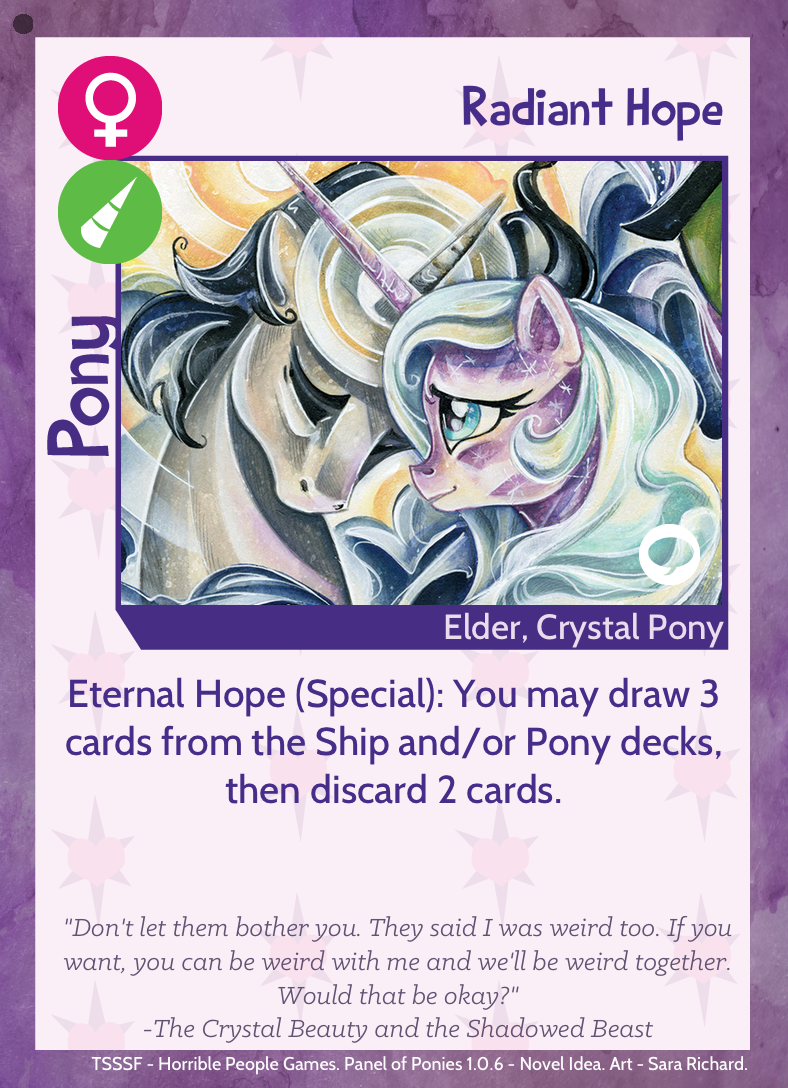 Radiant Hope
Pony
Elder, Crystal Pony
Eternal Hope (Special): You may draw 3
cards from the Ship and/or Pony decks,
then discard 2 cards.
"Don't let them bother you. They said I was weird too. If you
want, you can be weird with me and we'll be weird together.
Would that be okay?"
-The Crystal Beauty and the Shadowed Beast
TSSSF - Horrible People Games. Panel of Ponies 1.0.6 - Novel Idea. Art - Sara Richard.